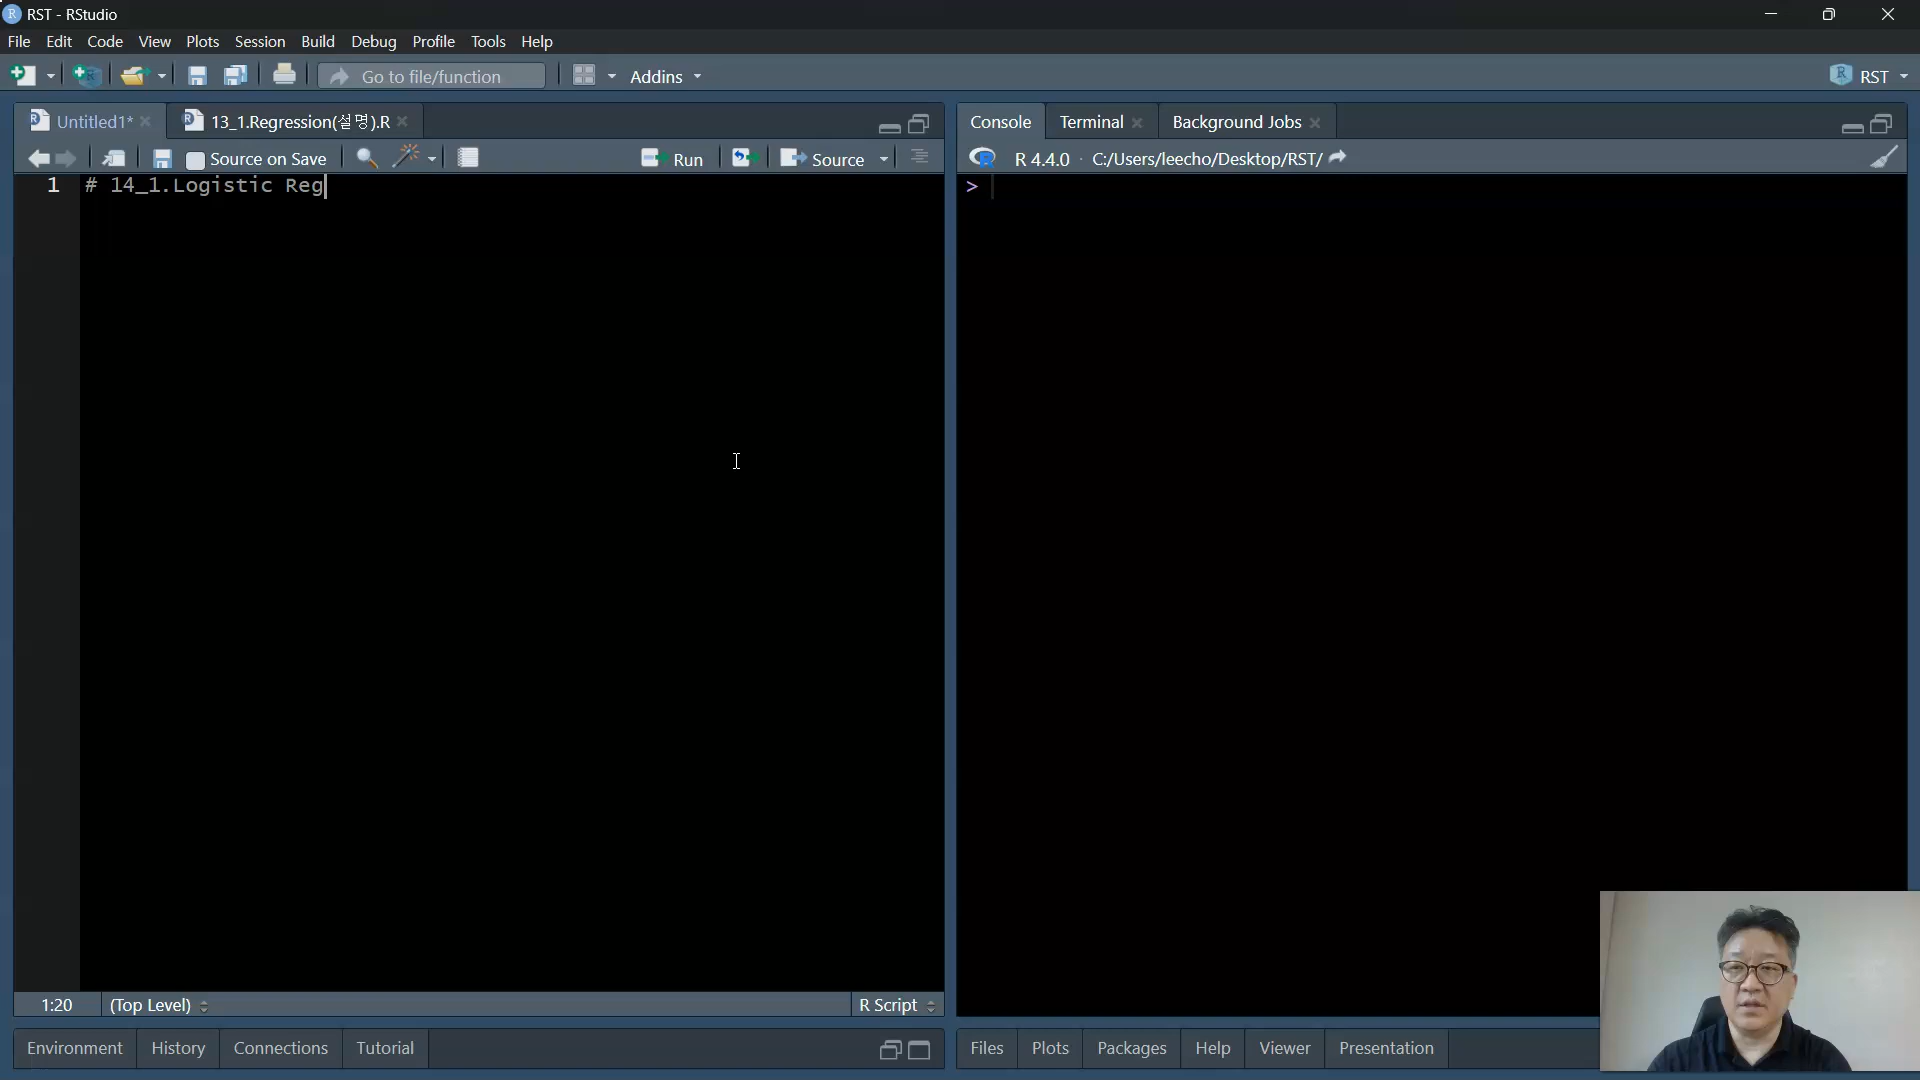 RST - RStudio
File Edit Code View Plots Session Build Debug Profile Tools Help
Go to file/function Addins RST
Untitled1* 13_1.Regression(설명).R
Source on Save Run Source
1 # 14_1.Logistic Reg
1:20 (Top Level) R Script
Environment History Connections Tutorial
Console Terminal Background Jobs
R 4.4.0 · C:/Users/leecho/Desktop/RST/
>
Files Plots Packages Help Viewer Presentation